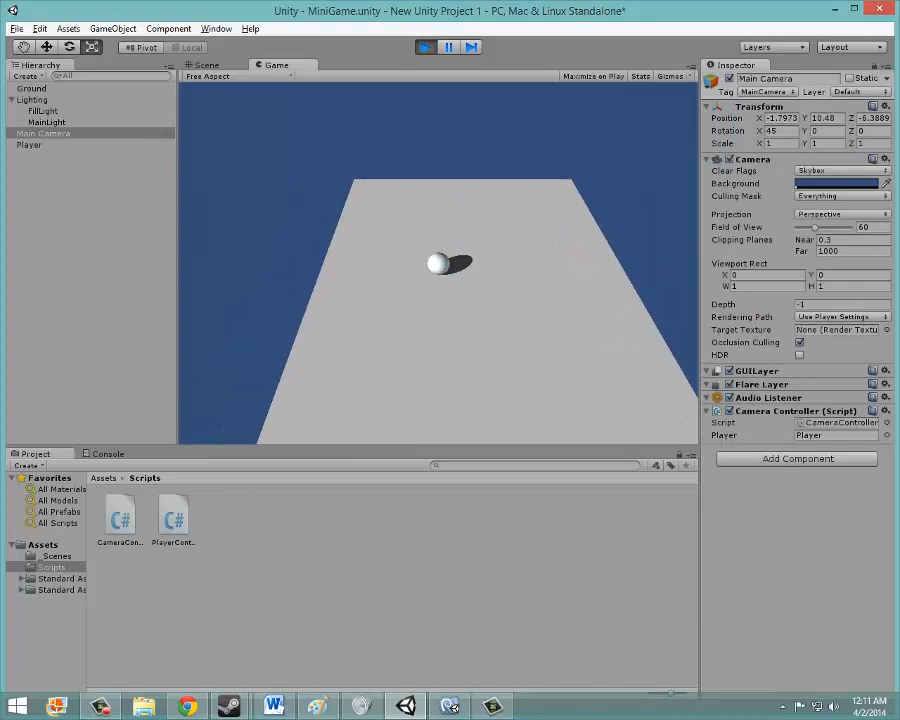 Unity - MiniGame.unity - New Unity Project 1 - PC, Mac & Linux Standalone*
File Edit Assets GameObject Component Window Help
Pivot Local Layers Layout
Hierarchy
Create All
Ground
Lighting
FillLight
MainLight
Main Camera
Player
Scene Game
Free Aspect Maximize on Play Stats Gizmos
Inspector
Main Camera Static
Tag MainCamera Layer Default
Transform
Position X -1.7973 Y 10.48 Z -6.3889
Rotation X 45 Y 0 Z 0
Scale X 1 Y 1 Z 1
Camera
Clear Flags Skybox
Background
Culling Mask Everything
Projection Perspective
Field of View 60
Clipping Planes Near 0.3
Far 1000
Viewport Rect
X 0 Y 0
W 1 H 1
Depth -1
Rendering Path Use Player Settings
Target Texture None (Render Textu
Occlusion Culling
HDR
GUILayer
Flare Layer
Audio Listener
Camera Controller (Script)
Script CameraController
Player Player
Add Component
Project Console
Create
Favorites
All Materials
All Models
All Prefabs
All Scripts
Assets
_Scenes
Scripts
Standard As
Standard As
Assets Scripts
C# C#
CameraCon... PlayerCont...
12:11 AM
4/2/2014